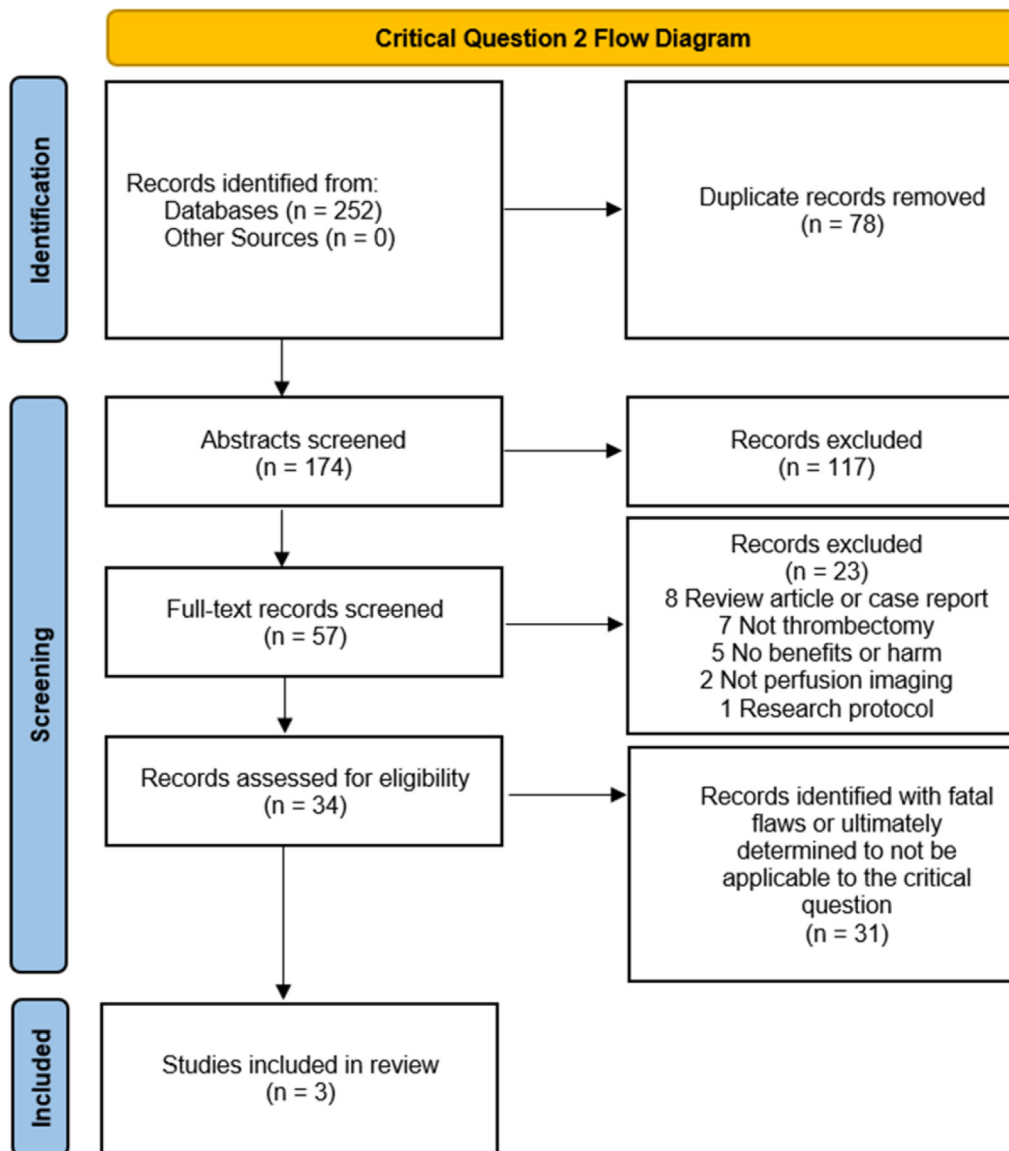 Critical Question 2 Flow Diagram
Identification
Records identified from:
Databases (n = 252)
Other Sources (n = 0)
Duplicate records removed
(n = 78)
Screening
Abstracts screened
(n = 174)
Records excluded
(n = 117)
Full-text records screened
(n = 57)
Records excluded
(n = 23)
8 Review article or case report
7 Not thrombectomy
5 No benefits or harm
2 Not perfusion imaging
1 Research protocol
Records assessed for eligibility
(n = 34)
Records identified with fatal
flaws or ultimately
determined to not be
applicable to the critical
question
(n = 31)
Included
Studies included in review
(n = 3)